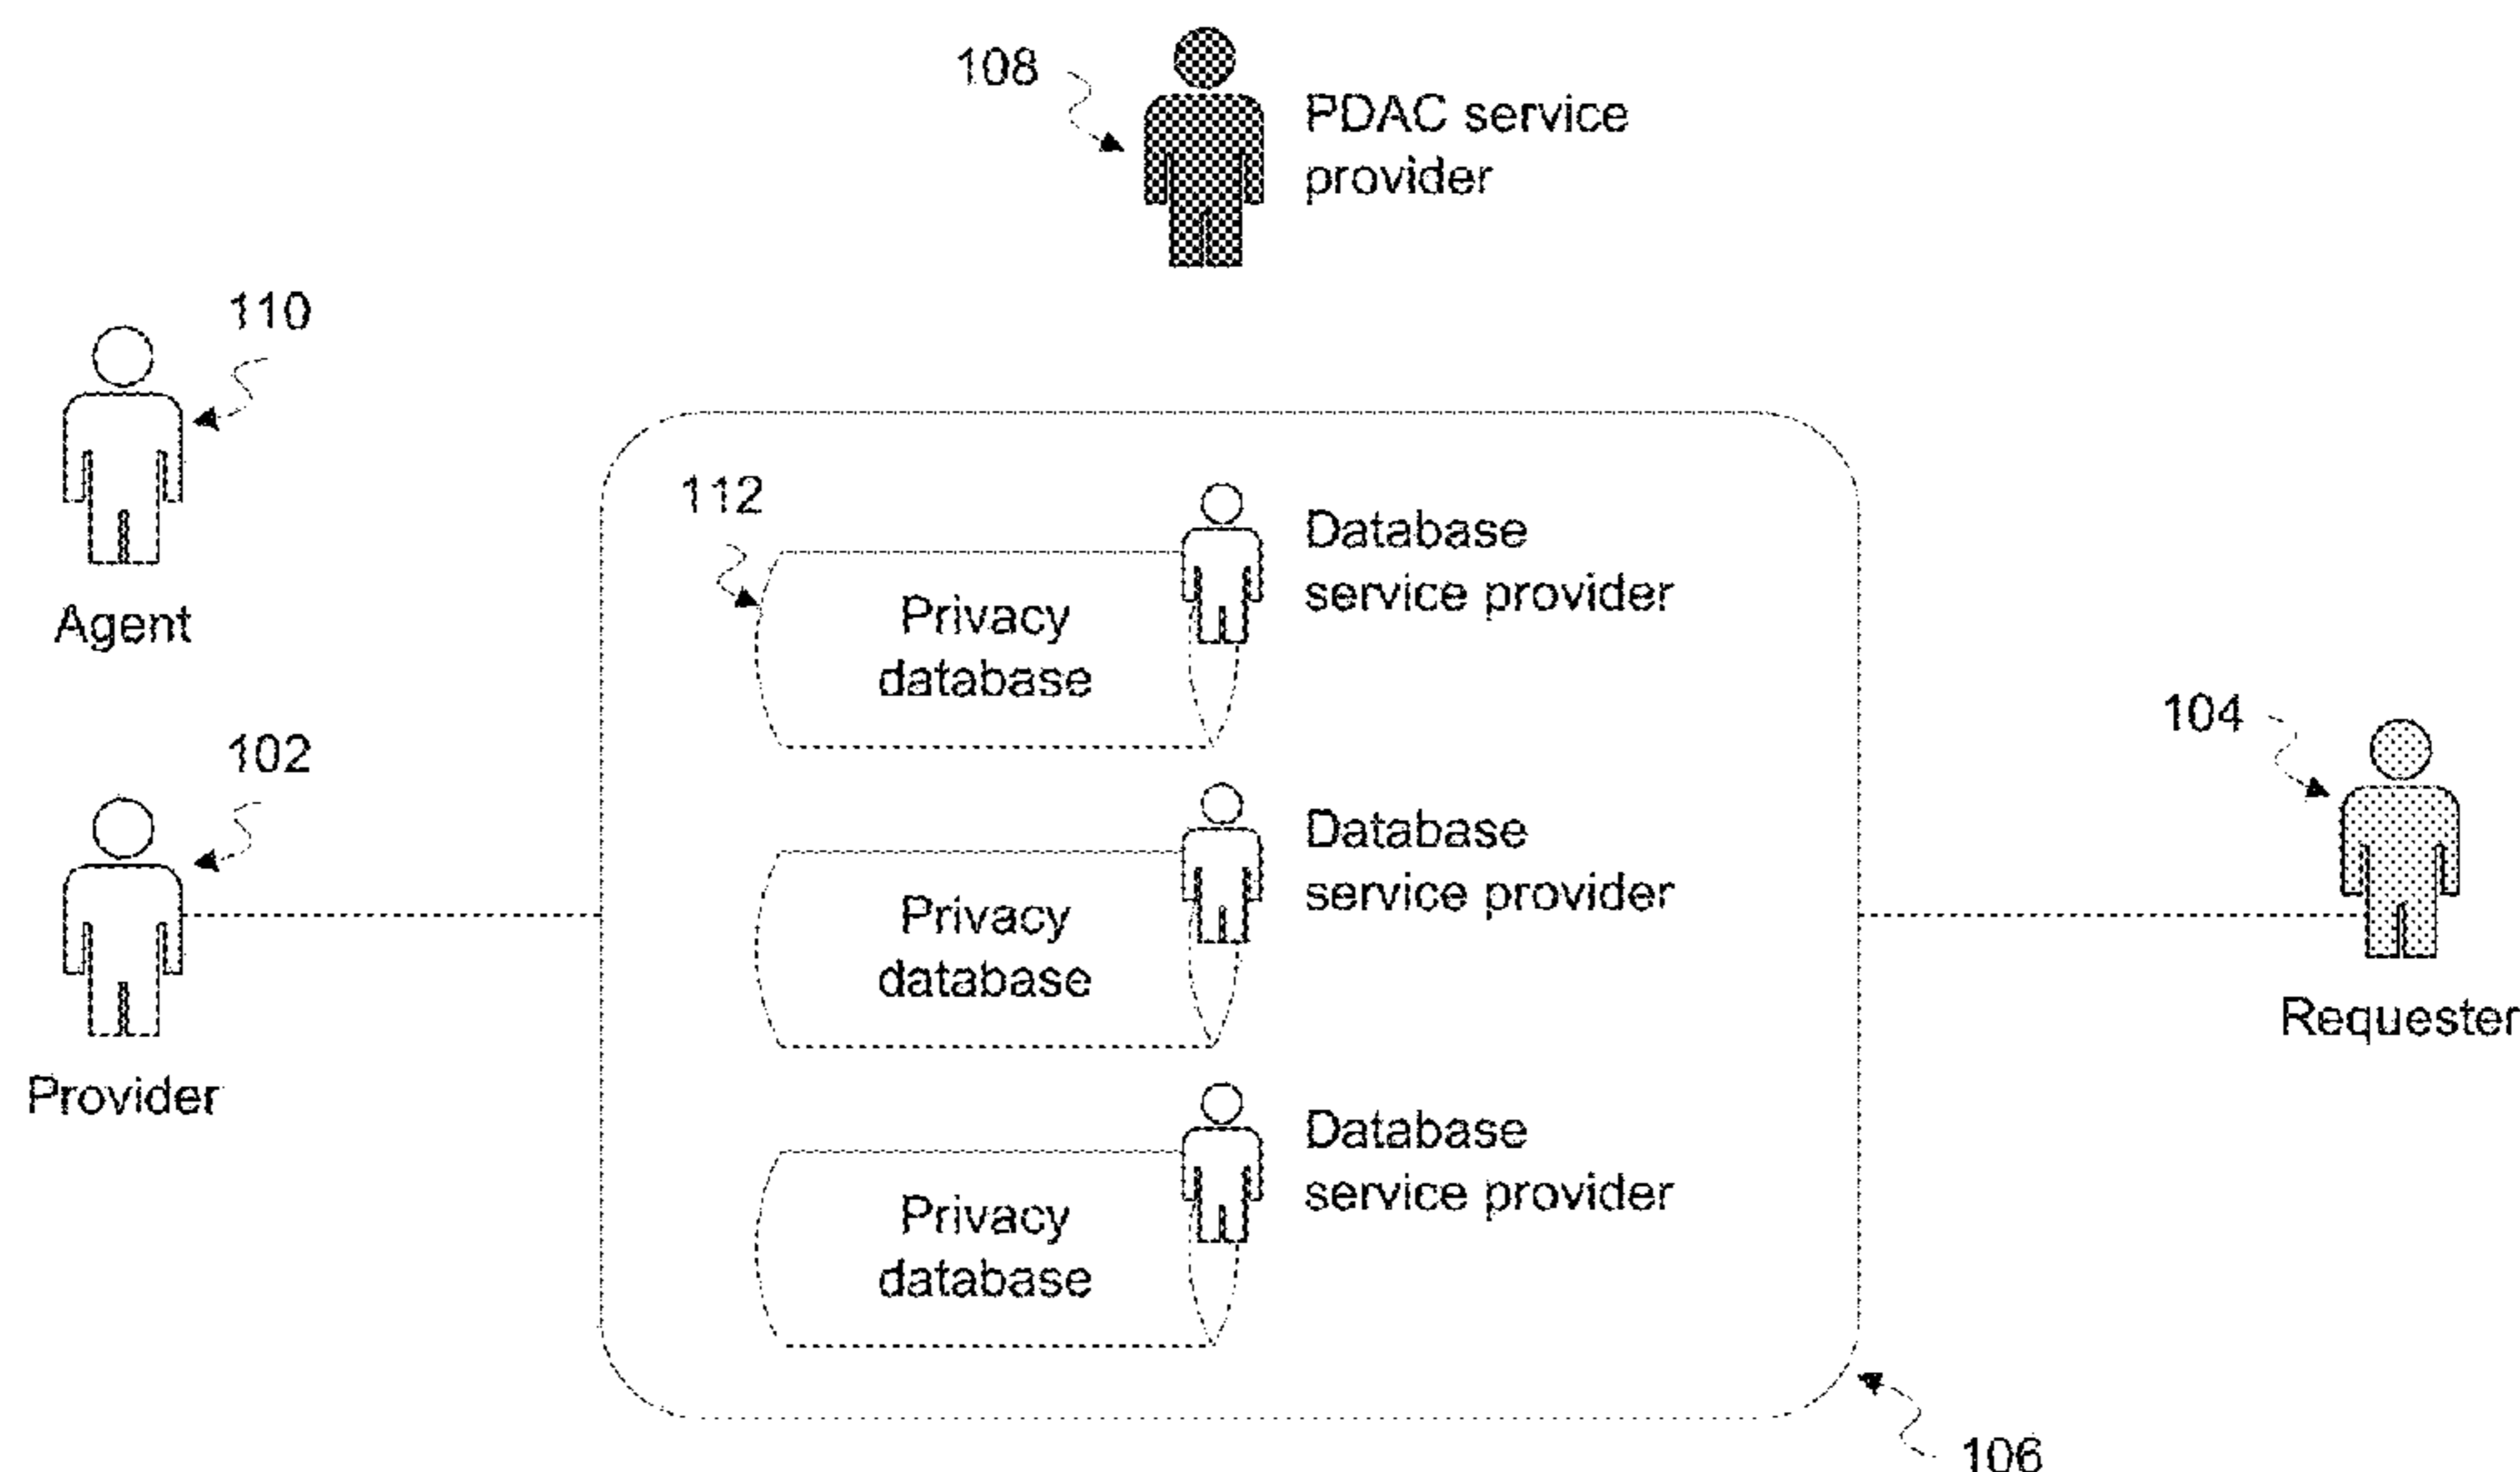 108
PDAC service
provider
110
Agent
112
Privacy
database
Database
service provider
102
Provider
Privacy
database
Database
service provider
104
Requester
Privacy
database
Database
service provider
106